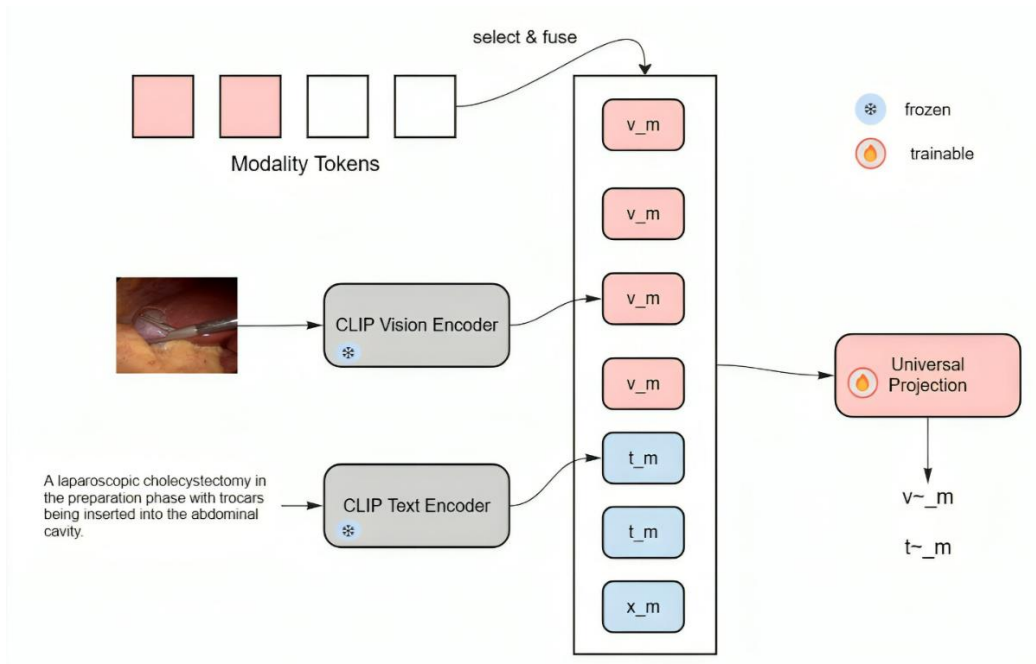 select & fuse
Modality Tokens
v_m
v_m
v_m
v_m
t_m
t_m
x_m
frozen
trainable
CLIP Vision Encoder
A laparoscopic cholecystectomy in
the preparation phase with trocars
being inserted into the abdominal
cavity.
CLIP Text Encoder
Universal
Projection
v~_m
t~_m